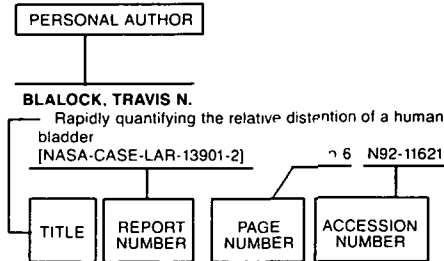 PERSONAL AUTHOR
BLALOCK, TRAVIS N.
Rapidly quantifying the relative distention of a human
bladder
[NASA-CASE-LAR-13901-2] p 6 N92-11621
TITLE
REPORT
NUMBER
PAGE
NUMBER
ACCESSION
NUMBER